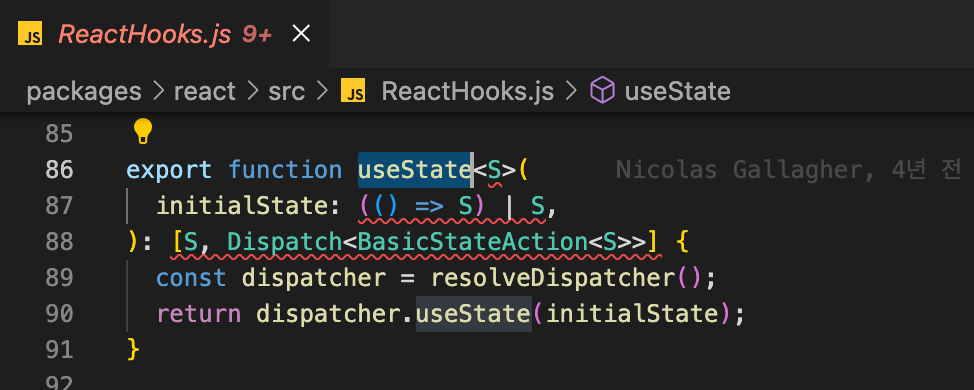 JS ReactHooks.js 9+ ×
packages > react > src > JS ReactHooks.js > useState
85
86 export function useState<S>( Nicolas Gallagher, 4년 전
87 initialState: (() => S) | S,
88 ): [S, Dispatch<BasicStateAction<S>>] {
89 const dispatcher = resolveDispatcher();
90 return dispatcher.useState(initialState);
91 }
92